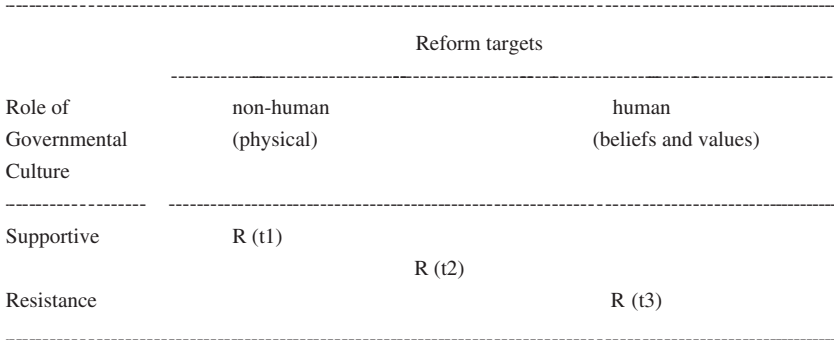 Reform targets
Role of non-human human
Governmental (physical) (beliefs and values)
Culture
Supportive R (t1)
R (t2)
Resistance R (t3)